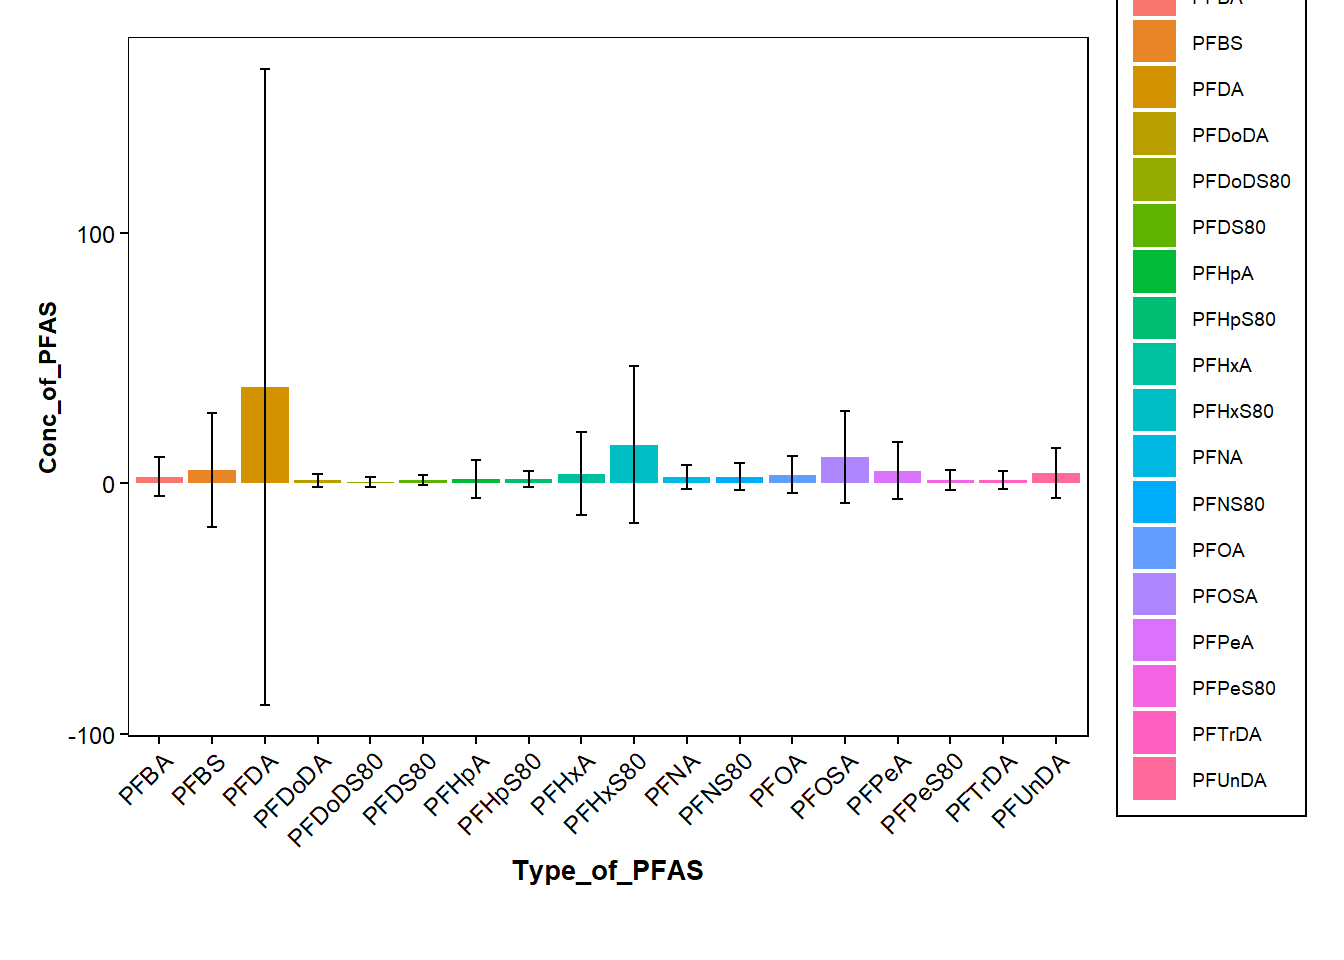 PFBS
PFDA
PFDoDA
PFDoDS80
PFDS80
PFHpA
PFHpS80
PFHxA
PFHxS80
PFNA
PFNS80
PFOA
PFOSA
PFPeA
PFPeS80
PFTrDA
PFUnDA
100
0
-100
Conc_of_PFAS
PFBA
PFBS
PFDA
PFDoDA
PFDoDS80
PFDS80
PFHpA
PFHpS80
PFHxA
PFHxS80
PFNA
PFNS80
PFOA
PFOSA
PFPeA
PFPeS80
PFTrDA
PFUnDA
Type_of_PFAS